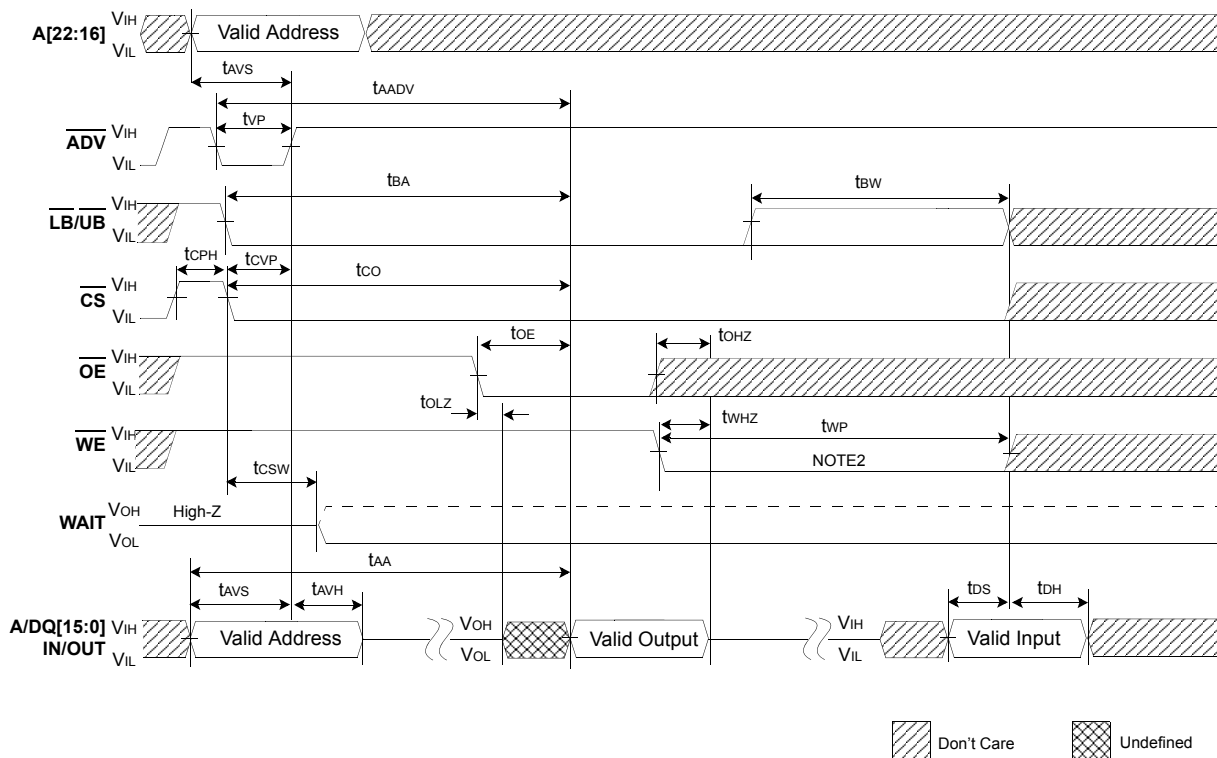 A[22:16] VIH Valid Address
VIL
tAVS
tAADV
ADV VIH
VIL
tVP
tBA
tBW
LB/UB VIH
VIL
tCPH tCVP
tCO
CS VIH
VIL
tOE
tOHZ
OE VIH
VIL
tOLZ
tWHZ
tWP
WE VIH
VIL
NOTE2
tCSW
WAIT VOH High-Z
VOL
tAA
tAVS tAVH
tDS tDH
A/DQ[15:0] VIH Valid Address VOH Valid Output VIH Valid Input
IN/OUT VIL VOL VIL
Don't Care Undefined